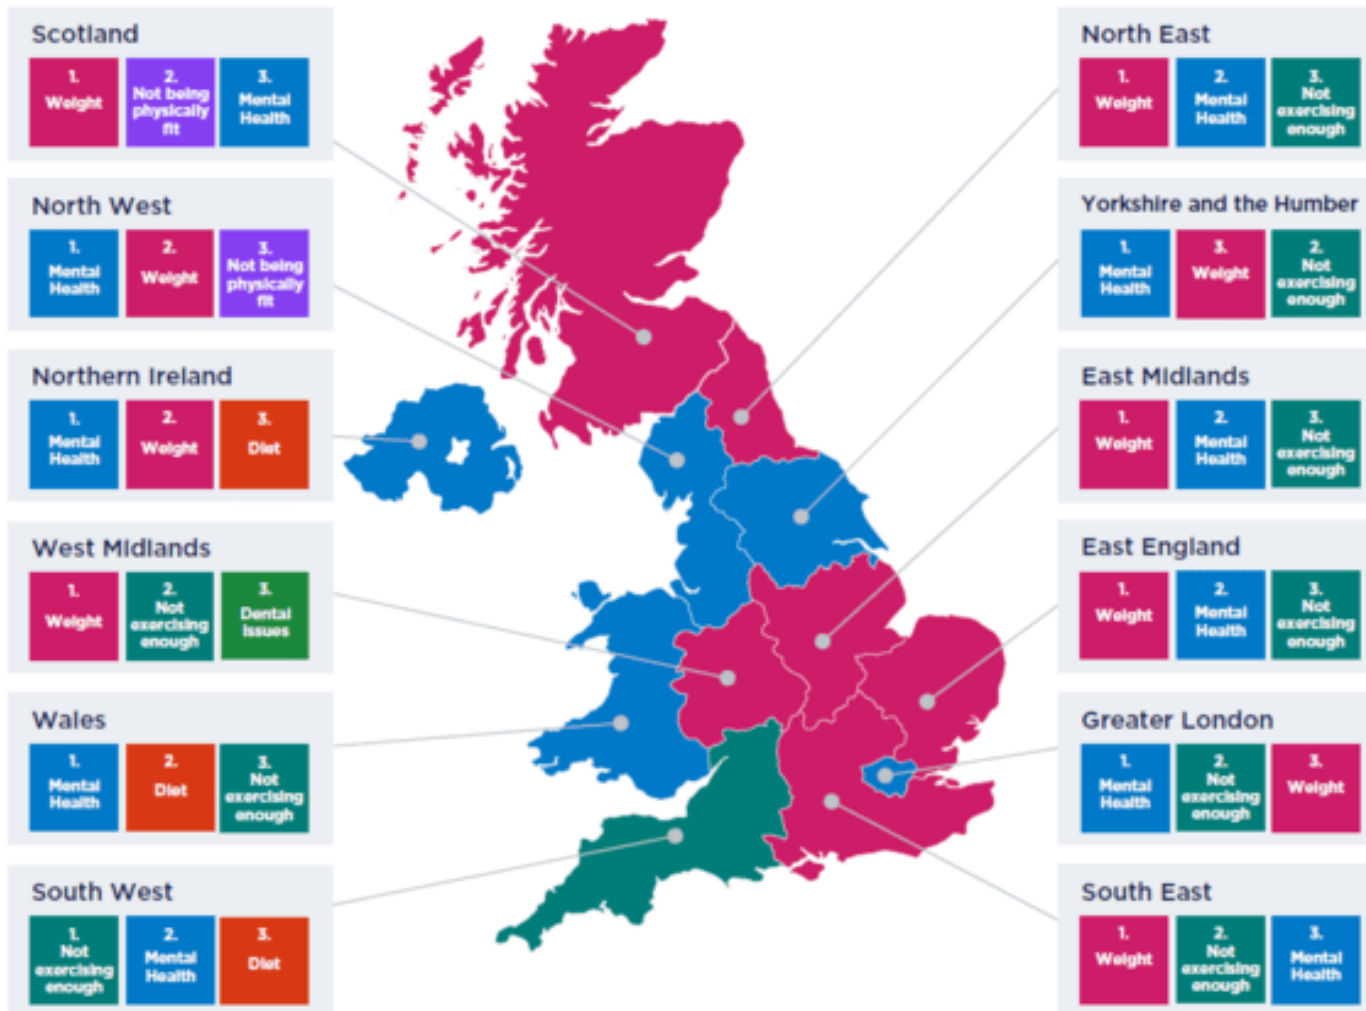 Scotland
1.
Weight
2.
Not being
physically
fit
3.
Mental
Health
North West
1.
Mental
Health
2.
Weight
3.
Not being
physically
fit
Northern Ireland
1.
Mental
Health
2.
Weight
3.
Diet
West Midlands
1.
Weight
2.
Not
exercising
enough
3.
Dental
Issues
Wales
1.
Mental
Health
2.
Diet
3.
Not
exercising
enough
South West
1.
Not
exercising
enough
2.
Mental
Health
3.
Diet
North East
1.
Weight
2.
Mental
Health
3.
Not
exercising
enough
Yorkshire and the Humber
1.
Mental
Health
3.
Weight
2.
Not
exercising
enough
East Midlands
1.
Weight
2.
Mental
Health
3.
Not
exercising
enough
East England
1.
Weight
2.
Mental
Health
3.
Not
exercising
enough
Greater London
1.
Mental
Health
2.
Not
exercising
enough
3.
Weight
South East
1.
Weight
2.
Not
exercising
enough
3.
Mental
Health